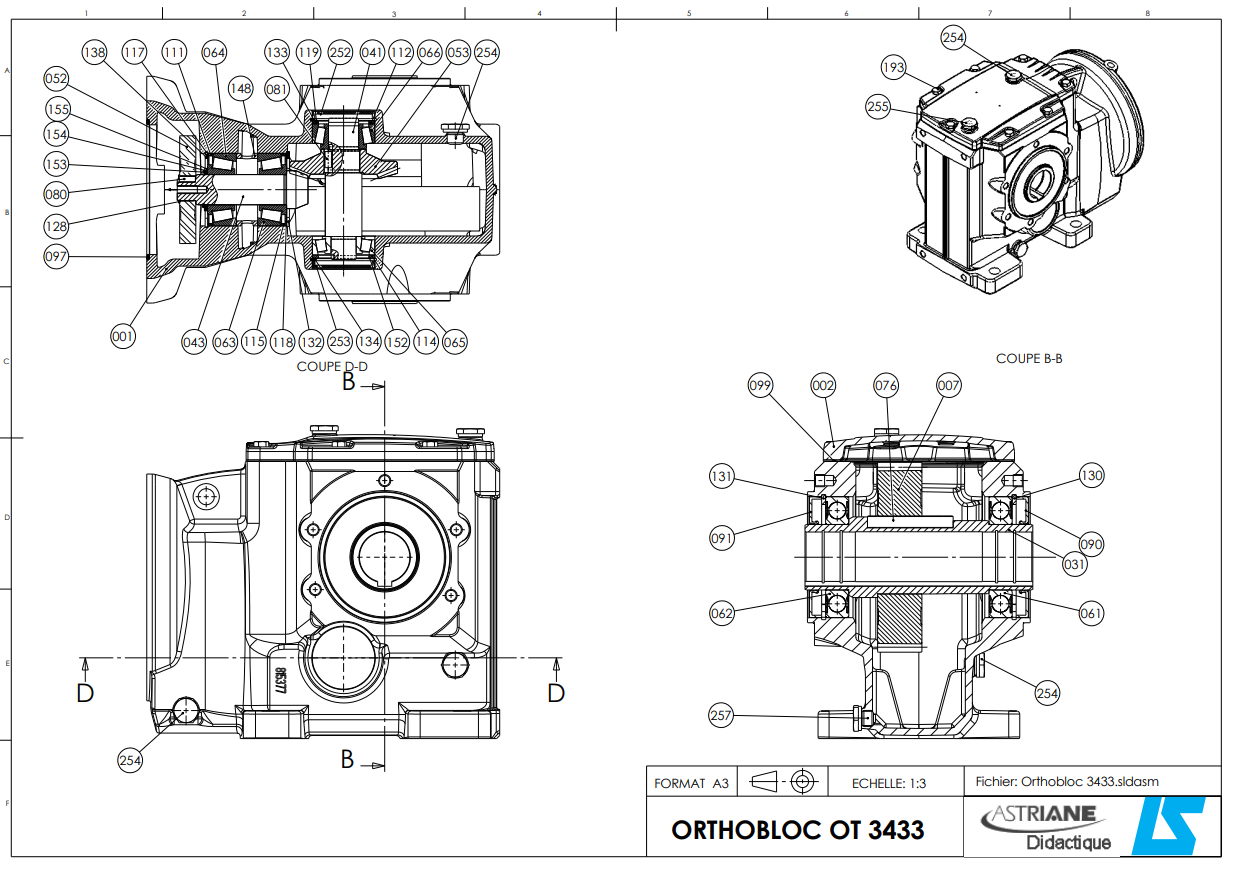 1 2 3 4 5 6 7 8
A
B
C
D
E
F
138 117 111 064 133 119 252 041 112 066 053 254
052 148 081
155
154
153
080
128
097
001 043 063 115 118 132 253 134 152 114 065
COUPE D-D
254
193
255
COUPE B-B
B
D D
815377
254
B
099 002 076 007
131 130
091 090
031
062 061
254
257
FORMAT A3
ECHELLE: 1:3
Fichier: Orthobloc 3433.sldasm
ORTHOBLOC OT 3433
ASTRIANE
Didactique
LS